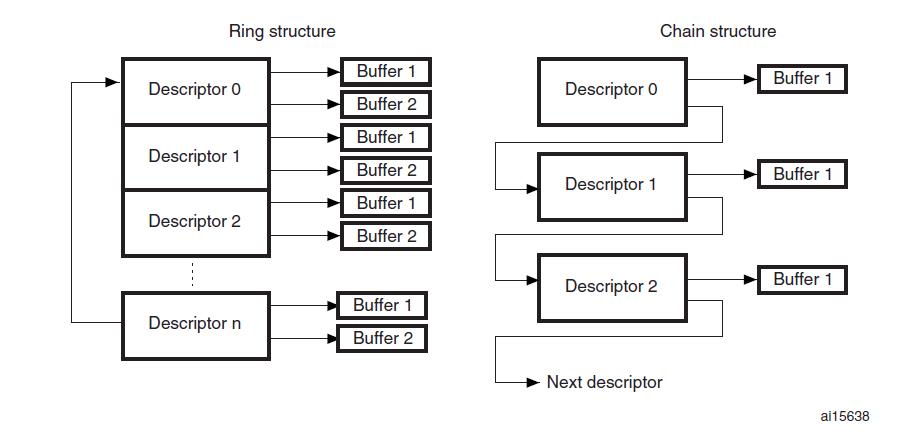 Ring structure
Descriptor 0
Buffer 1
Buffer 2
Descriptor 1
Buffer 1
Buffer 2
Descriptor 2
Buffer 1
Buffer 2
Descriptor n
Buffer 1
Buffer 2
Chain structure
Descriptor 0
Buffer 1
Descriptor 1
Buffer 1
Descriptor 2
Buffer 1
Next descriptor
ai15638